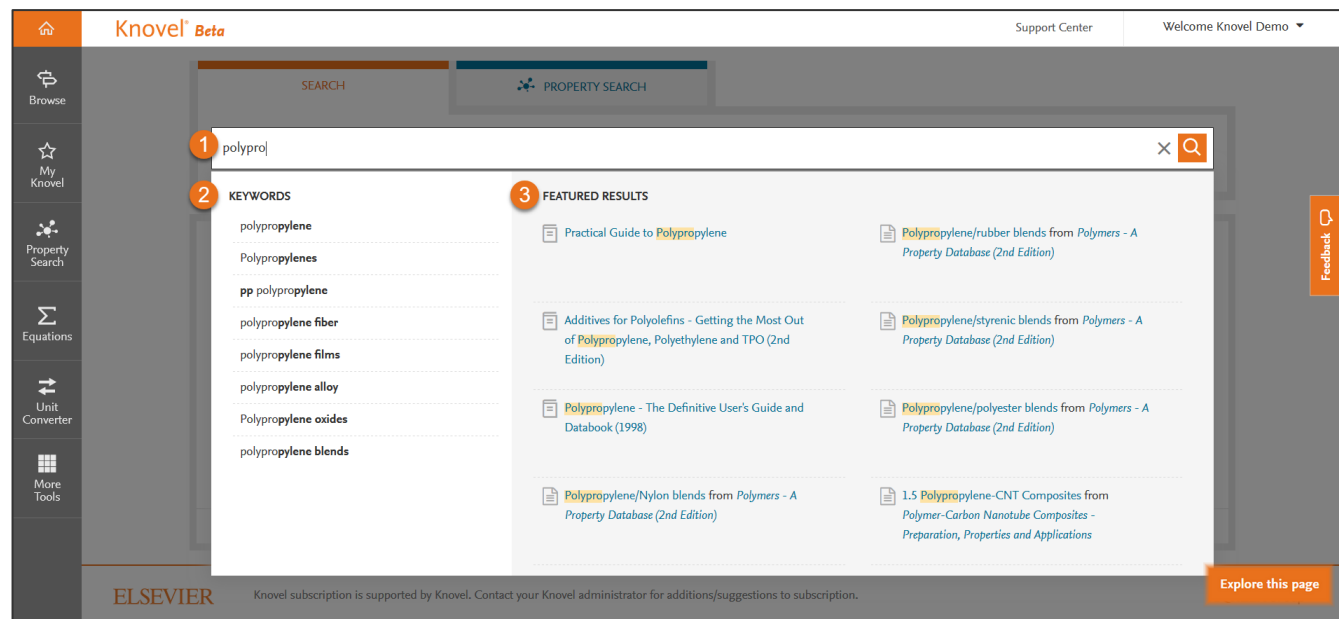 Knovel® Beta
Support Center
Welcome Knovel Demo
Browse
My
Knovel
Property
Search
Equations
Unit
Converter
More
Tools
SEARCH
PROPERTY SEARCH
1
polypro
2
KEYWORDS
polypropylene
Polypropylenes
pp polypropylene
polypropylene fiber
polypropylene films
polypropylene alloy
Polypropylene oxides
polypropylene blends
3
FEATURED RESULTS
Practical Guide to Polypropylene
Additives for Polyolefins - Getting the Most Out
of Polypropylene, Polyethylene and TPO (2nd
Edition)
Polypropylene - The Definitive User's Guide and
Databook (1998)
Polypropylene/Nylon blends from Polymers - A
Property Database (2nd Edition)
Polypropylene/rubber blends from Polymers - A
Property Database (2nd Edition)
Polypropylene/styrenic blends from Polymers - A
Property Database (2nd Edition)
Polypropylene/polyester blends from Polymers - A
Property Database (2nd Edition)
1.5 Polypropylene-CNT Composites from
Polymer-Carbon Nanotube Composites -
Preparation, Properties and Applications
Feedback
Explore this page
ELSEVIER
Knovel subscription is supported by Knovel. Contact your Knovel administrator for additions/suggestions to subscription.